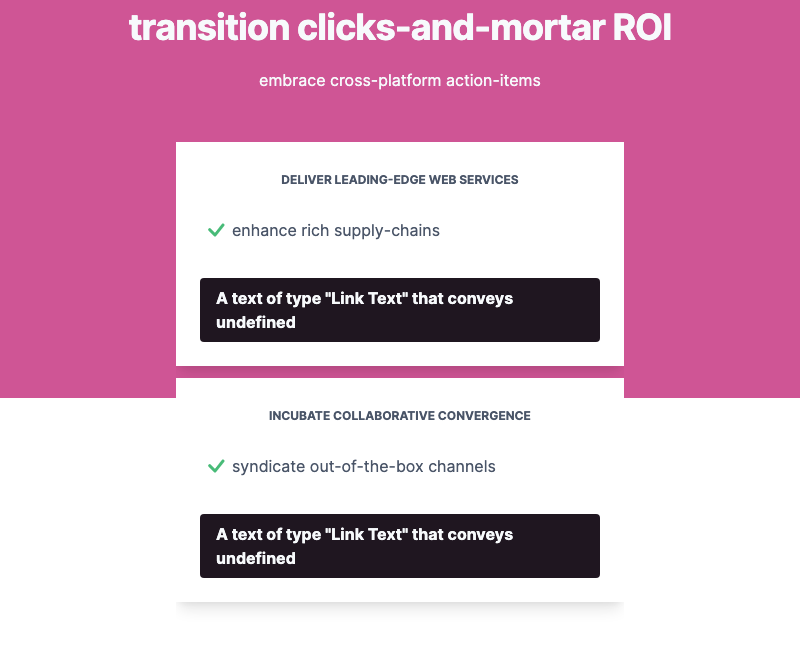 transition clicks-and-mortar ROI
embrace cross-platform action-items
DELIVER LEADING-EDGE WEB SERVICES
enhance rich supply-chains
A text of type "Link Text" that conveys
undefined
INCUBATE COLLABORATIVE CONVERGENCE
syndicate out-of-the-box channels
A text of type "Link Text" that conveys
undefined